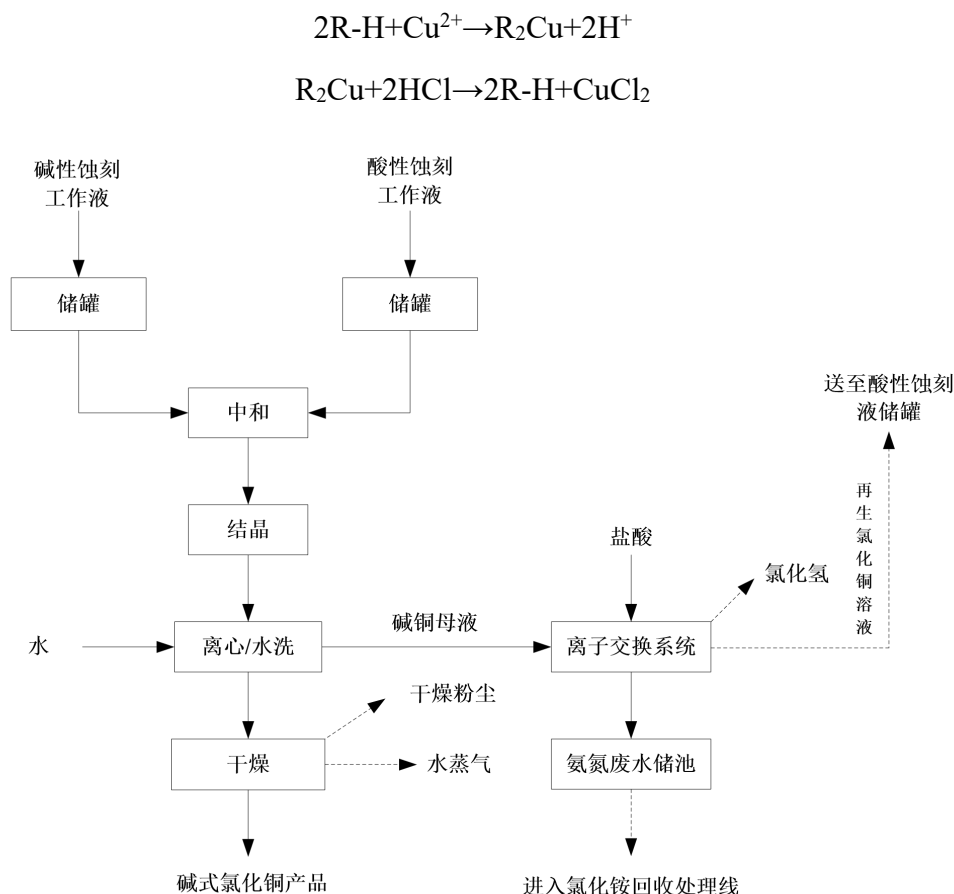 2R-H+Cu²⁺→R₂Cu+2H⁺
R₂Cu+2HCl→2R-H+CuCl₂
碱性蚀刻
工作液
酸性蚀刻
工作液
储罐
储罐
中和
送至酸性蚀刻
液储罐
结晶
盐酸
再生氯化铜溶液
氯化氢
水
离心/水洗
碱铜母液
离子交换系统
干燥粉尘
干燥
水蒸气
氨氮废水储池
碱式氯化铜产品
进入氯化铵回收处理线